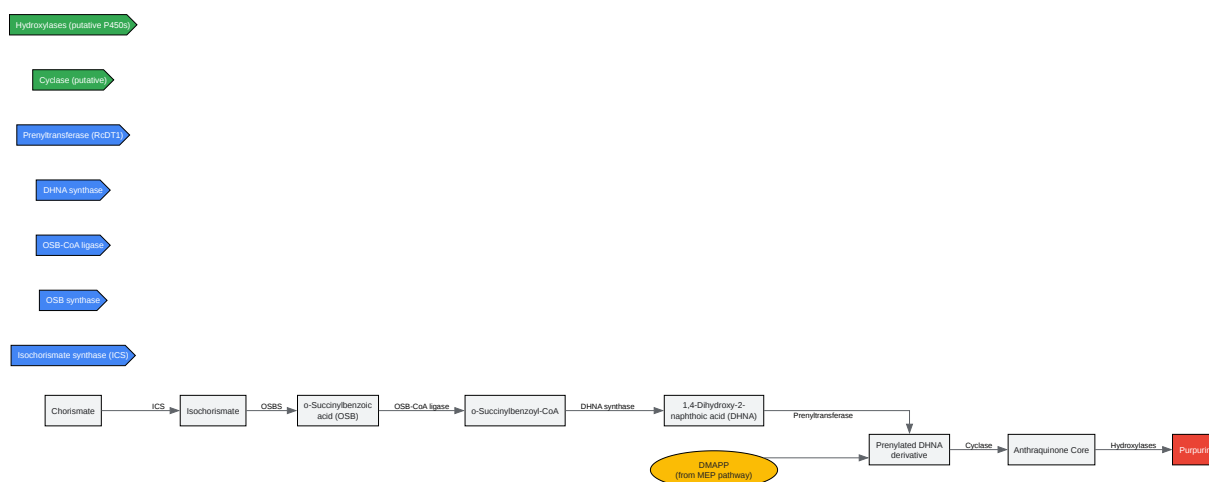 Hydroxylases (putative P450s)
Cyclase (putative)
Prenyltransferase (RcDT1)
DHNA synthase
OSB-CoA ligase
OSB synthase
Isochorismate synthase (ICS)
Chorismate
ICS
Isochorismate
OSBS
o-Succinylbenzoic
acid (OSB)
OSB-CoA ligase
o-Succinylbenzoyl-CoA
DHNA synthase
1,4-Dihydroxy-2-
naphthoic acid (DHNA)
Prenyltransferase
DMAPP
(from MEP pathway)
Prenylated DHNA
derivative
Cyclase
Anthraquinone Core
Hydroxylases